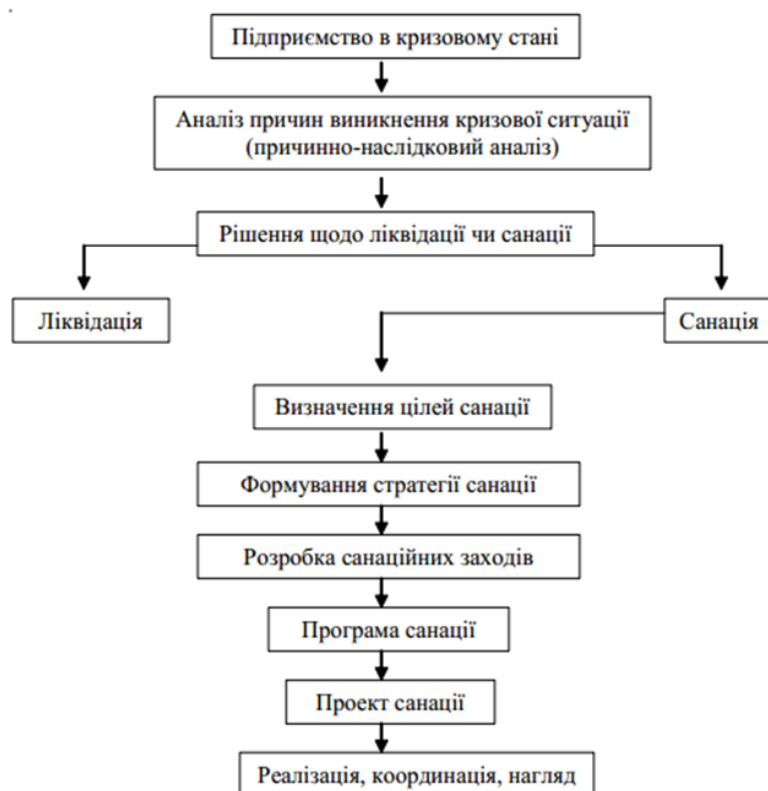 Підприємство в кризовому стані
Аналіз причин виникнення кризової ситуації
(причинно-наслідковий аналіз)
Рішення щодо ліквідації чи санації
Ліквідація
Санація
Визначення цілей санації
Формування стратегії санації
Розробка санаційних заходів
Програма санації
Проект санації
Реалізація, координація, нагляд